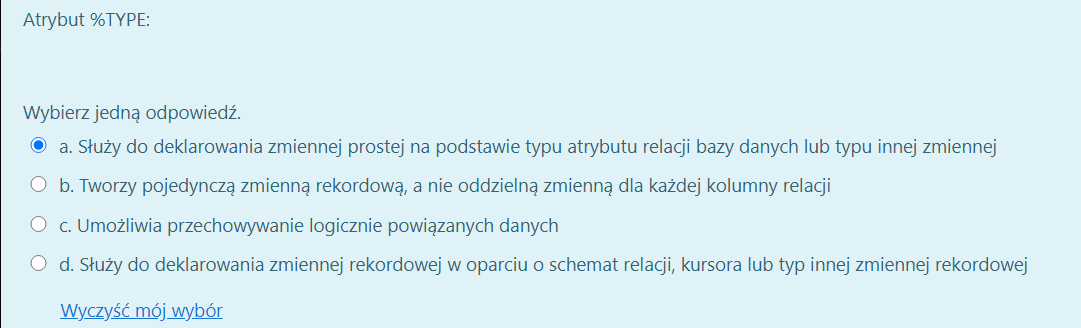 Atrybut %TYPE:
Wybierz jedną odpowiedź.
a. Służy do deklarowania zmiennej prostej na podstawie typu atrybutu relacji bazy danych lub typu innej zmiennej
b. Tworzy pojedynczą zmienną rekordową, a nie oddzielną zmienną dla każdej kolumny relacji
c. Umożliwia przechowywanie logicznie powiązanych danych
d. Służy do deklarowania zmiennej rekordowej w oparciu o schemat relacji, kursora lub typ innej zmiennej rekordowej
Wyczyść mój wybór